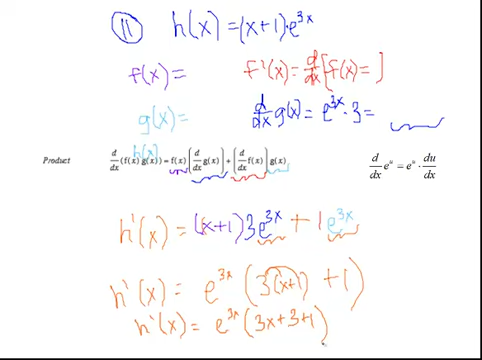 ⑪ h(x) = (x+1)·e^{3x}
f(x) = f'(x) = d/dx [f(x) = ]
g(x) = d/dx g(x) = e^{3x}·3 =
h(x)
Product d/dx (f(x) g(x)) = f(x) (d/dx g(x)) + (d/dx f(x)) g(x) d/dx e^u = e^u · du/dx
h'(x) = (x+1) 3e^{3x} + 1 e^{3x}
h'(x) = e^{3x} (3(x+1) + 1)
h'(x) = e^{3x} (3x+3+1)